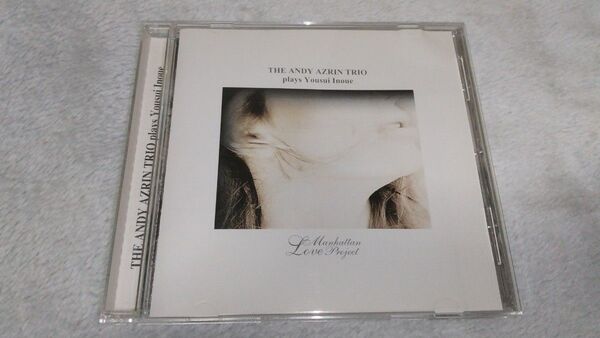 THE ANDY AZRIN TRIO plays Yousui Inoue
THE ANDY AZRIN TRIO
plays Yousui Inoue
Manhattan
Love Project